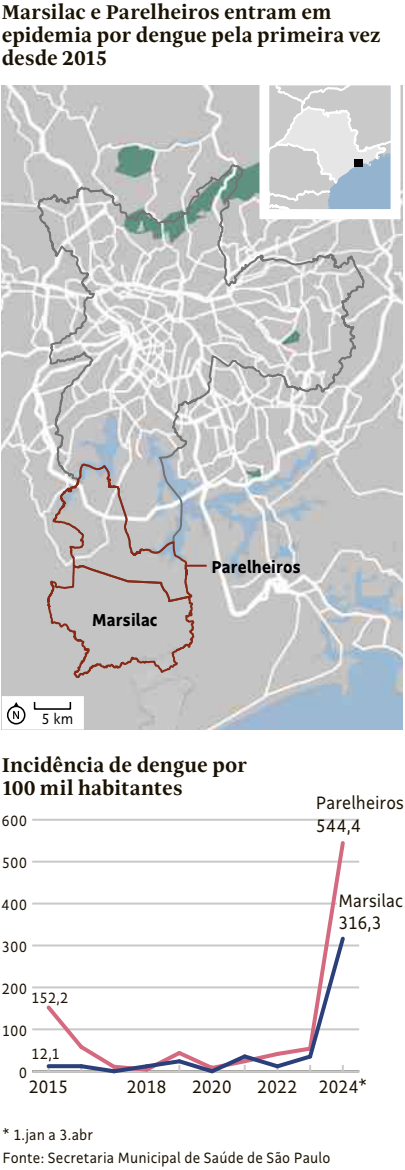 Marsilac e Parelheiros entram em
epidemia por dengue pela primeira vez
desde 2015
Parelheiros
Marsilac
N
5 km
Incidência de dengue por
100 mil habitantes
Parelheiros
544,4
Marsilac
316,3
600
500
400
300
200
152,2
100
12,1
0
2015 2018 2020 2022 2024*
* 1.jan a 3.abr
Fonte: Secretaria Municipal de Saúde de São Paulo